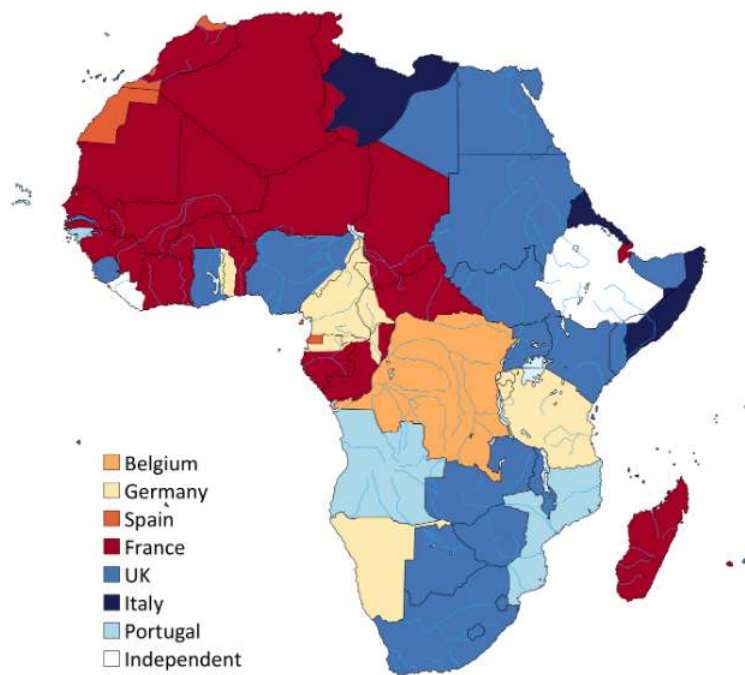 Belgium
Germany
Spain
France
UK
Italy
Portugal
Independent